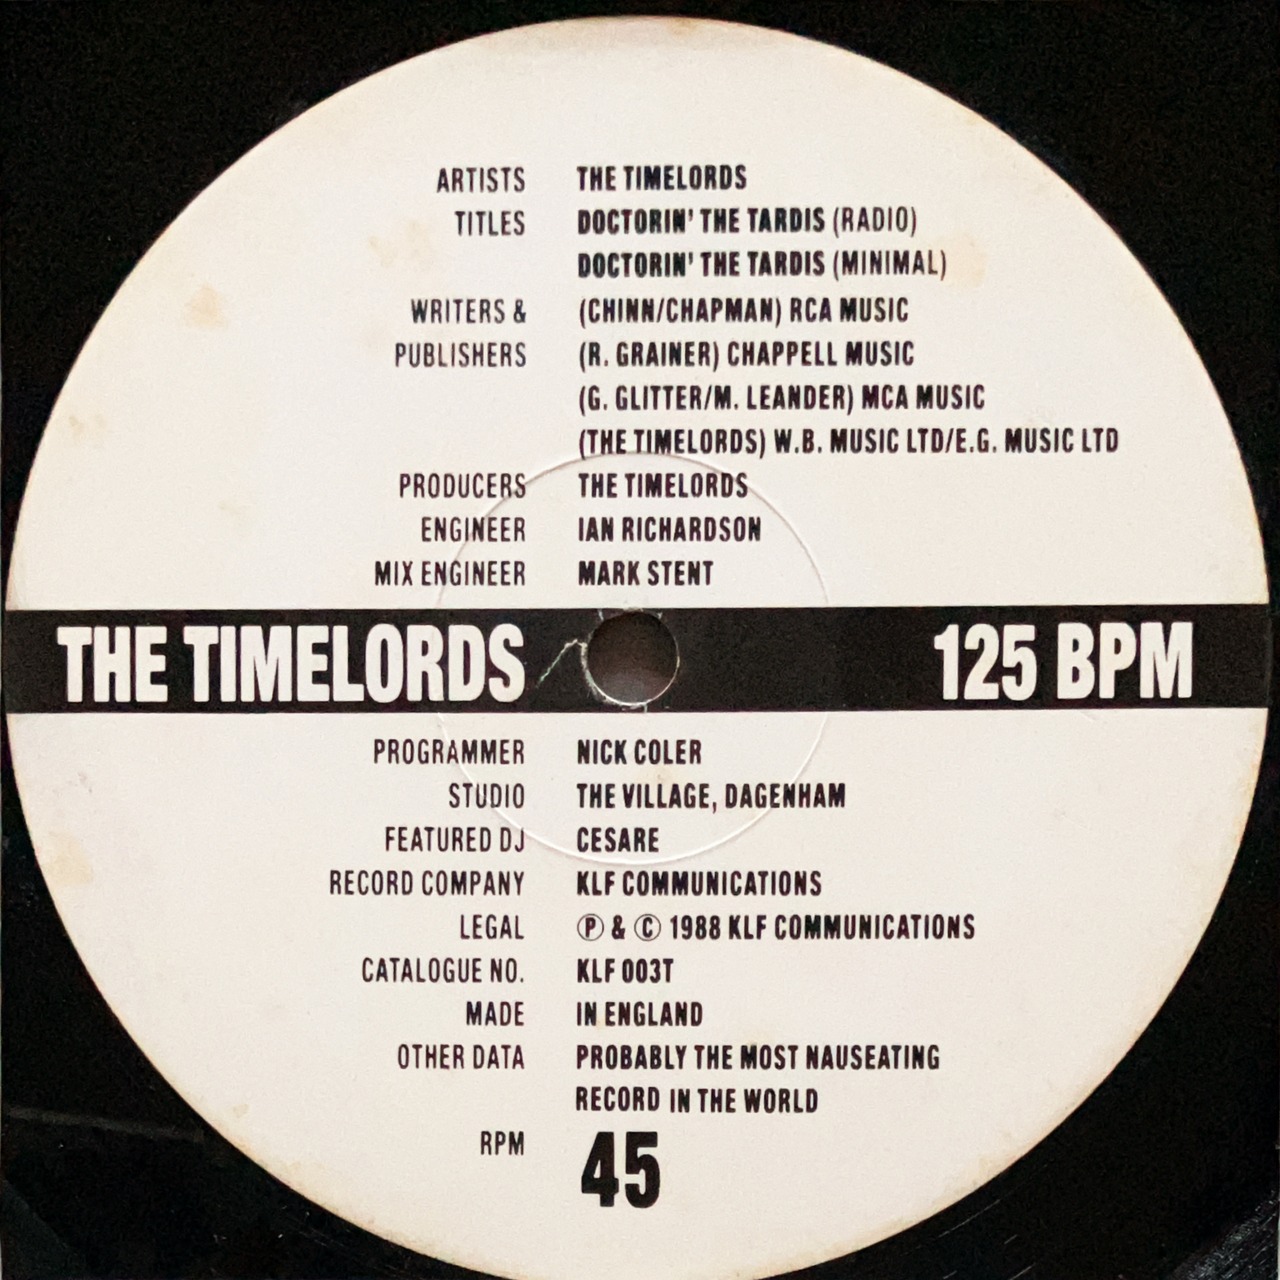 ARTISTS THE TIMELORDS
TITLES DOCTORIN' THE TARDIS (RADIO)
DOCTORIN' THE TARDIS (MINIMAL)
WRITERS & (CHINN/CHAPMAN) RCA MUSIC
PUBLISHERS (R. GRAINER) CHAPPELL MUSIC
(G. GLITTER/M. LEANDER) MCA MUSIC
(THE TIMELORDS) W.B. MUSIC LTD/E.G. MUSIC LTD
PRODUCERS THE TIMELORDS
ENGINEER IAN RICHARDSON
MIX ENGINEER MARK STENT
THE TIMELORDS 125 BPM
PROGRAMMER NICK COLER
STUDIO THE VILLAGE, DAGENHAM
FEATURED DJ CESARE
RECORD COMPANY KLF COMMUNICATIONS
LEGAL Ⓟ & © 1988 KLF COMMUNICATIONS
CATALOGUE NO. KLF 003T
MADE IN ENGLAND
OTHER DATA PROBABLY THE MOST NAUSEATING
RECORD IN THE WORLD
RPM 45